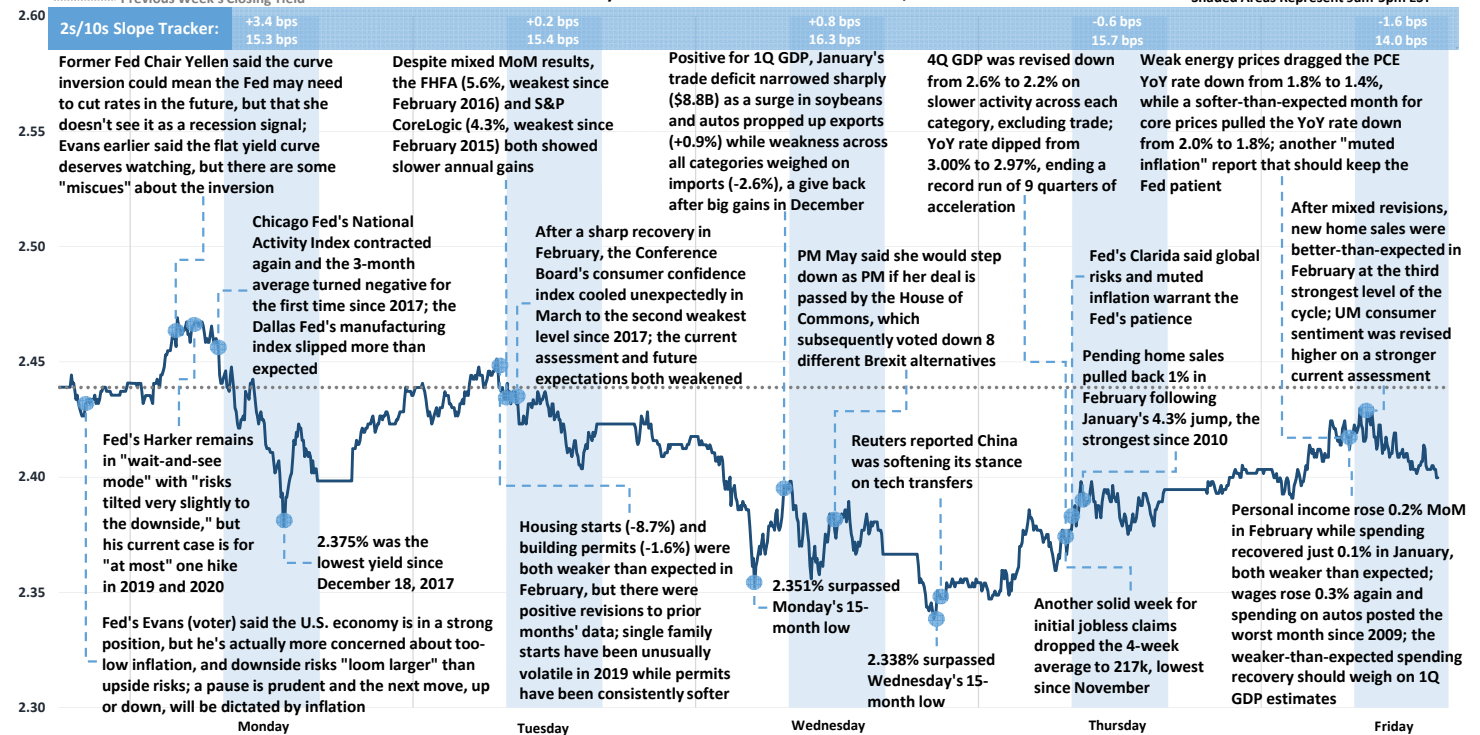 Previous Week's Closing Yield
Shaded Areas Represent 9am-5pm EST
2.60
2.55
2.50
2.45
2.40
2.35
2.30
2s/10s Slope Tracker:
+3.4 bps
15.3 bps
+0.2 bps
15.4 bps
+0.8 bps
16.3 bps
-0.6 bps
15.7 bps
-1.6 bps
14.0 bps
Former Fed Chair Yellen said the curve
inversion could mean the Fed may need
to cut rates in the future, but that she
doesn't see it as a recession signal;
Evans earlier said the flat yield curve
deserves watching, but there are some
"miscues" about the inversion
Despite mixed MoM results,
the FHFA (5.6%, weakest since
February 2016) and S&P
CoreLogic (4.3%, weakest since
February 2015) both showed
slower annual gains
Positive for 1Q GDP, January's
trade deficit narrowed sharply
($8.8B) as a surge in soybeans
and autos propped up exports
(+0.9%) while weakness across
all categories weighed on
imports (-2.6%), a give back
after big gains in December
4Q GDP was revised down
from 2.6% to 2.2% on
slower activity across each
category, excluding trade;
YoY rate dipped from
3.00% to 2.97%, ending a
record run of 9 quarters of
acceleration
Weak energy prices dragged the PCE
YoY rate down from 1.8% to 1.4%,
while a softer-than-expected month for
core prices pulled the YoY rate down
from 2.0% to 1.8%; another "muted
inflation" report that should keep the
Fed patient
Chicago Fed's National
Activity Index contracted
again and the 3-month
average turned negative for
the first time since 2017; the
Dallas Fed's manufacturing
index slipped more than
expected
After a sharp recovery in
February, the Conference
Board's consumer confidence
index cooled unexpectedly in
March to the second weakest
level since 2017; the current
assessment and future
expectations both weakened
PM May said she would step
down as PM if her deal is
passed by the House of
Commons, which
subsequently voted down 8
different Brexit alternatives
Fed's Clarida said global
risks and muted
inflation warrant the
Fed's patience
After mixed revisions,
new home sales were
better-than-expected in
February at the third
strongest level of the
cycle; UM consumer
sentiment was revised
higher on a stronger
current assessment
Pending home sales
pulled back 1% in
February following
January's 4.3% jump, the
strongest since 2010
Fed's Harker remains
in "wait-and-see
mode" with "risks
tilted very slightly to
the downside," but
his current case is for
"at most" one hike
in 2019 and 2020
2.375% was the
lowest yield since
December 18, 2017
Fed's Evans (voter) said the U.S. economy is in a strong
position, but he's actually more concerned about too-
low inflation, and downside risks "loom larger" than
upside risks; a pause is prudent and the next move, up
or down, will be dictated by inflation
Housing starts (-8.7%) and
building permits (-1.6%) were
both weaker than expected in
February, but there were
positive revisions to prior
months' data; single family
starts have been unusually
volatile in 2019 while permits
have been consistently softer
Reuters reported China
was softening its stance
on tech transfers
2.351% surpassed
Monday's 15-
month low
2.338% surpassed
Wednesday's 15-
month low
Another solid week for
initial jobless claims
dropped the 4-week
average to 217k, lowest
since November
Personal income rose 0.2% MoM
in February while spending
recovered just 0.1% in January,
both weaker than expected;
wages rose 0.3% again and
spending on autos posted the
worst month since 2009; the
weaker-than-expected spending
recovery should weigh on 1Q
GDP estimates
Monday
Tuesday
Wednesday
Thursday
Friday